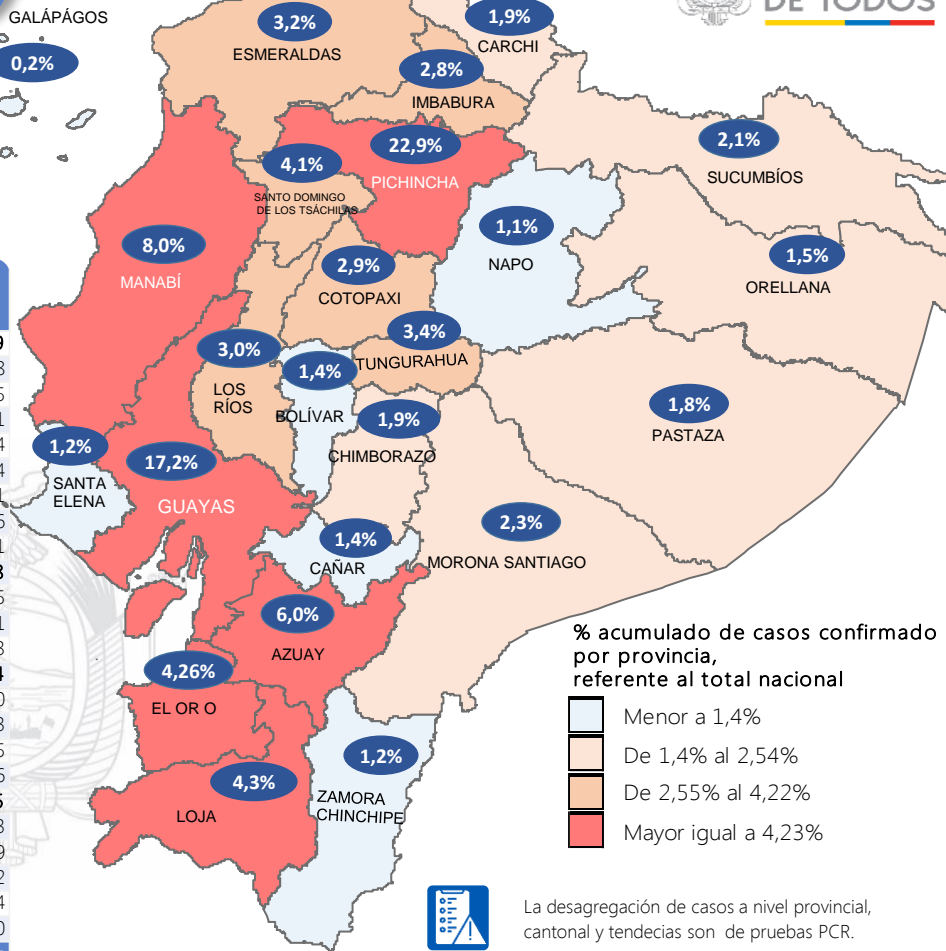 GALÁPAGOS
0,2%
DE TODOS
3,2%
ESMERALDAS
1,9%
CARCHI
2,8%
IMBABURA
4,1%
SANTO DOMINGO
DE LOS TSÁCHILAS
22,9%
PICHINCHA
2,1%
SUCUMBÍOS
8,0%
MANABÍ
1,1%
NAPO
1,5%
ORELLANA
2,9%
COTOPAXI
3,4%
TUNGURAHUA
3,0%
LOS
RÍOS
1,4%
BOLÍVAR
1,9%
CHIMBORAZO
1,8%
PASTAZA
1,2%
SANTA
ELENA
17,2%
GUAYAS
1,4%
CAÑAR
2,3%
MORONA SANTIAGO
6,0%
AZUAY
4,26%
EL OR O
4,3%
LOJA
1,2%
ZAMORA
CHINCHIPE
% acumulado de casos confirmado
por provincia,
referente al total nacional
Menor a 1,4%
De 1,4% al 2,54%
De 2,55% al 4,22%
Mayor igual a 4,23%
La desagregación de casos a nivel provincial,
cantonal y tendecias son de pruebas PCR.